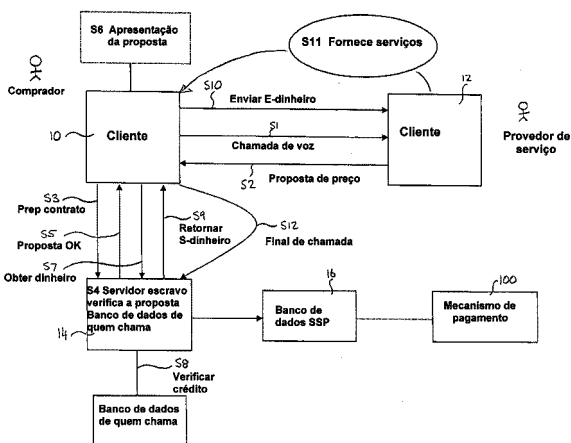 S6 Apresentação
da proposta
S11 Fornece serviços
Comprador
S10
Enviar E-dinheiro
12
10
Cliente
S1
Chamada de voz
Cliente
Provedor de
serviço
S2
Proposta de preço
S3
Prep contrato
S5
Proposta OK
S7
Obter dinheiro
S9
Retornar
S-dinheiro
S12
Final de chamada
S4 Servidor escravo
verifica a proposta
Banco de dados de
quem chama
14
16
Banco de
dados SSP
100
Mecanismo de
pagamento
S8
Verificar
crédito
Banco de dados
de quem chama